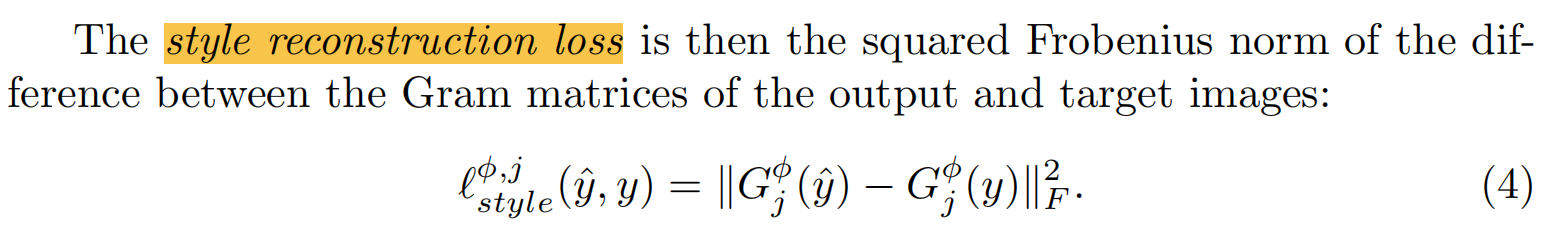 The style reconstruction loss is then the squared Frobenius norm of the dif-
ference between the Gram matrices of the output and target images:
ℓ^{ϕ,j}_{style}(ŷ, y) = ‖G^ϕ_j(ŷ) − G^ϕ_j(y)‖^2_F. (4)